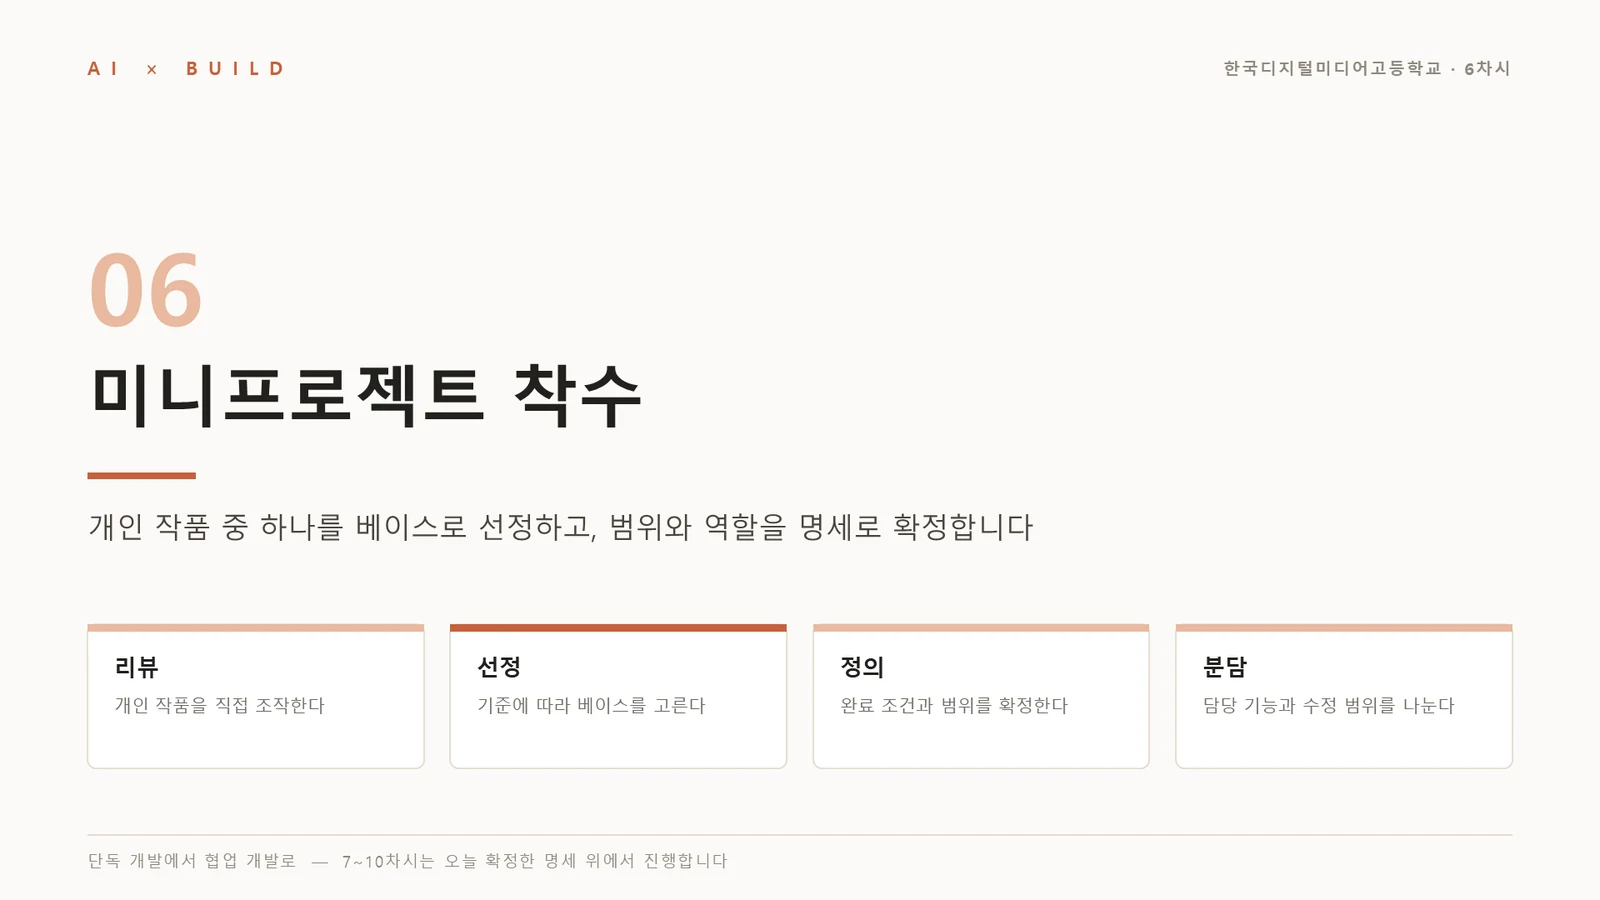 AI × BUILD
한국디지털미디어고등학교 · 6차시
06
미니프로젝트 착수
개인 작품 중 하나를 베이스로 선정하고, 범위와 역할을 명세로 확정합니다
리뷰
개인 작품을 직접 조작한다
선정
기준에 따라 베이스를 고른다
정의
완료 조건과 범위를 확정한다
분담
담당 기능과 수정 범위를 나눈다
단독 개발에서 협업 개발로 — 7~10차시는 오늘 확정한 명세 위에서 진행합니다